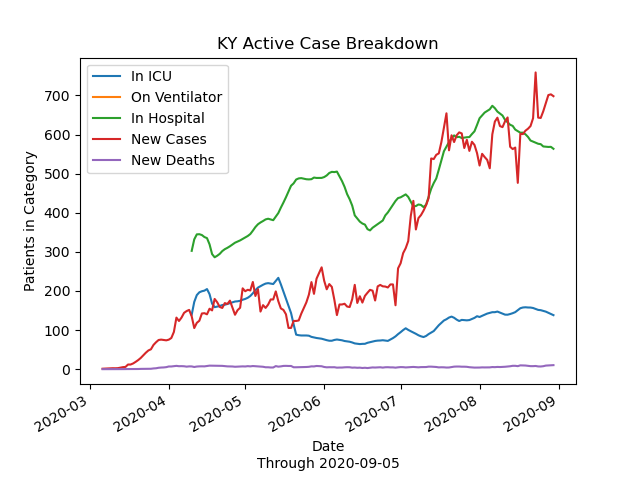 KY Active Case Breakdown
In ICU
On Ventilator
In Hospital
New Cases
New Deaths
Patients in Category
700
600
500
400
300
200
100
0
2020-03
2020-04
2020-05
2020-06
2020-07
2020-08
2020-09
Date
Through 2020-09-05